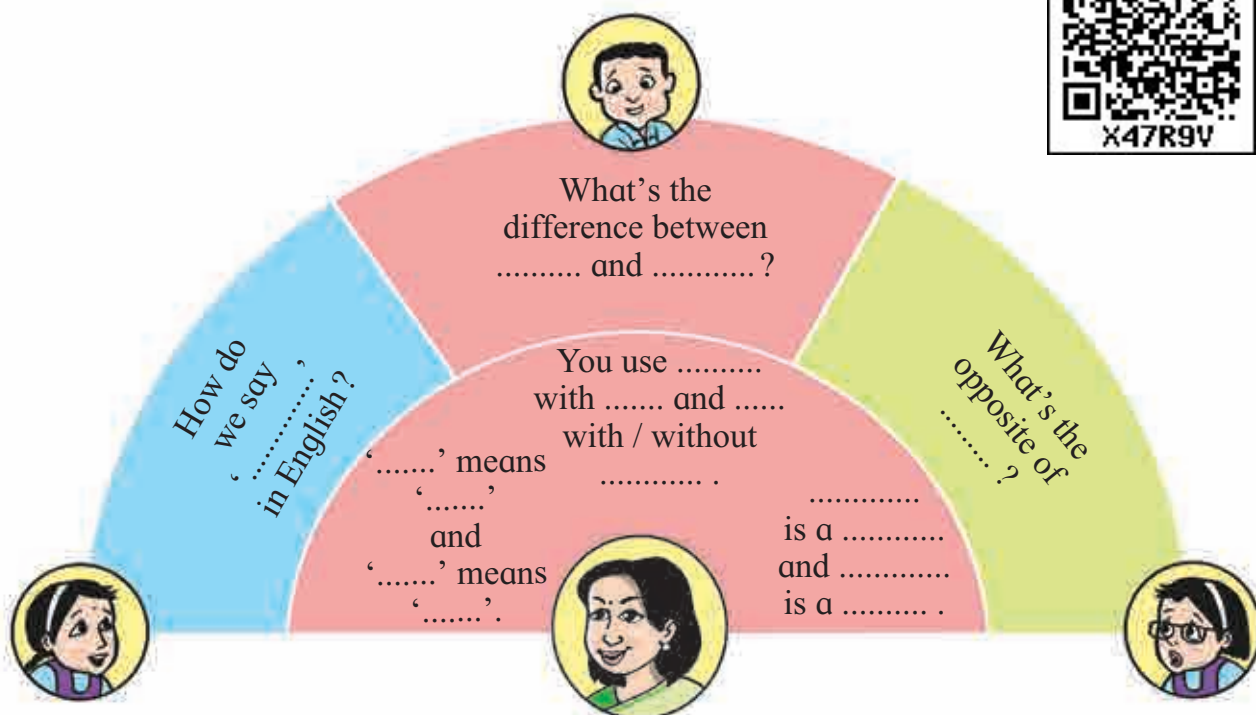 X47R9V
What’s the
difference between
.......... and ............ ?
How do
we say
‘ .............. ’
in English?
What’s the
opposite of
......... ?
You use ..........
with ....... and ......
with / without
............ .
‘.......’ means
‘.......’
and
‘.......’ means
‘.......’.
.............
is a ............
and .............
is a .......... .